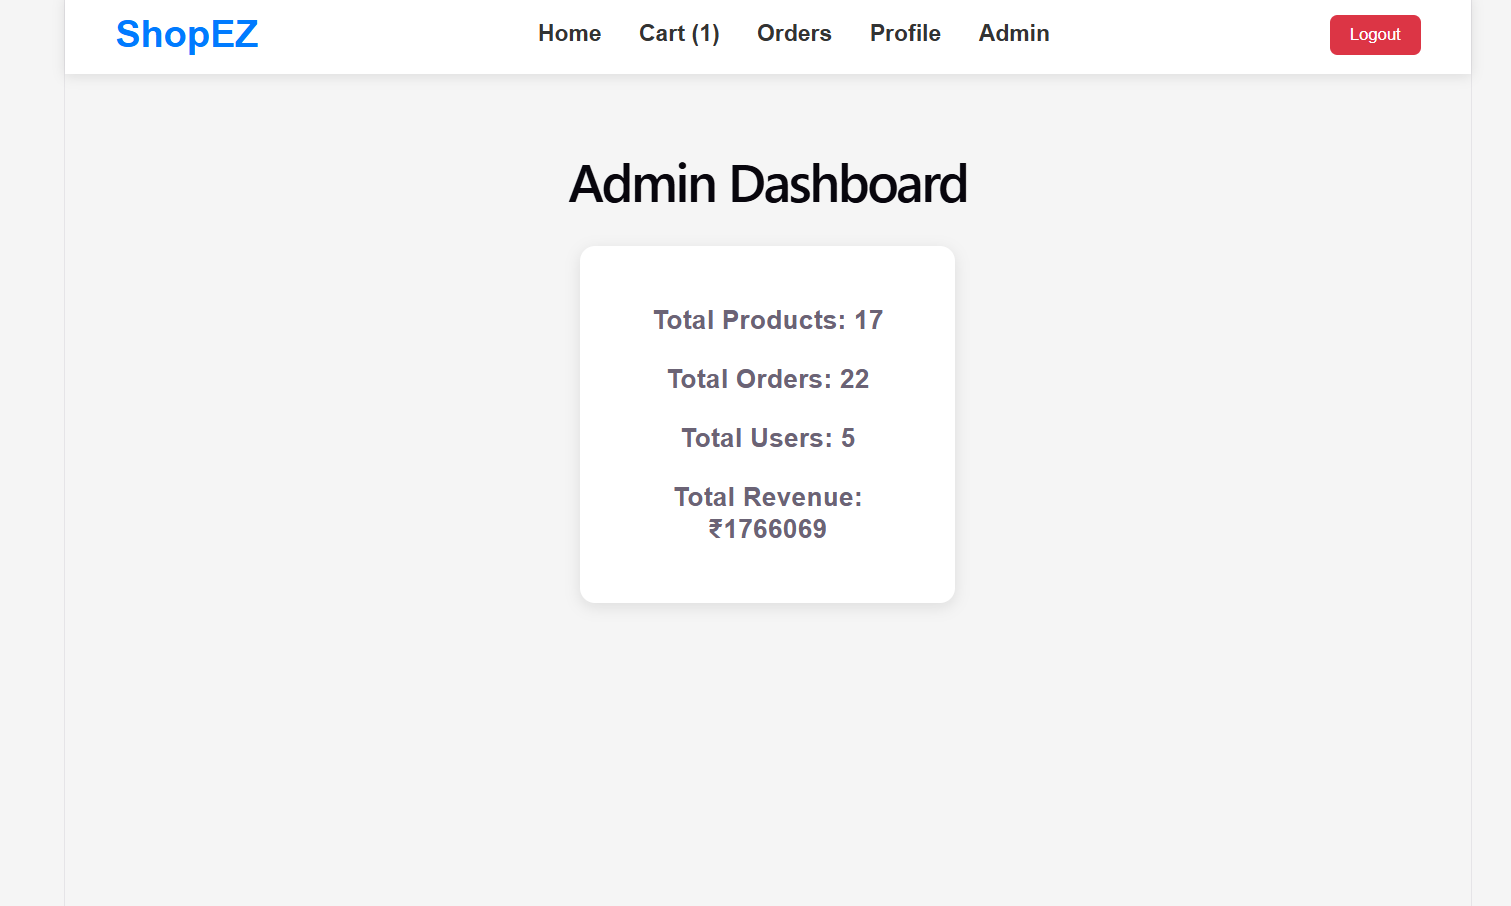 ShopEZ
Home Cart (1) Orders Profile Admin
Logout
Admin Dashboard
Total Products: 17
Total Orders: 22
Total Users: 5
Total Revenue:
₹1766069